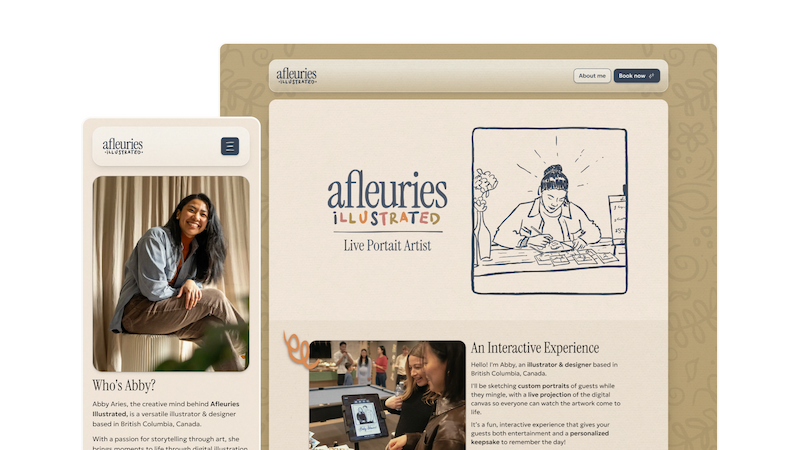 afleuries
ILLUSTRATED
About me
Book now
afleuries
ILLUSTRATED
Live Portait Artist
An Interactive Experience
Hello! I'm Abby, an illustrator & designer based in
British Columbia, Canada.
I'll be sketching custom portraits of guests while
they mingle, with a live projection of the digital
canvas so everyone can watch the artwork come to
life.
It's a fun, interactive experience that gives your
guests both entertainment and a personalized
keepsake to remember the day!
afleuries
ILLUSTRATED
Who's Abby?
Abby Aries, the creative mind behind Afleuries
Illustrated, is a versatile illustrator & designer
based in British Columbia, Canada.
With a passion for storytelling through art, she
brings moments to life through digital illustration